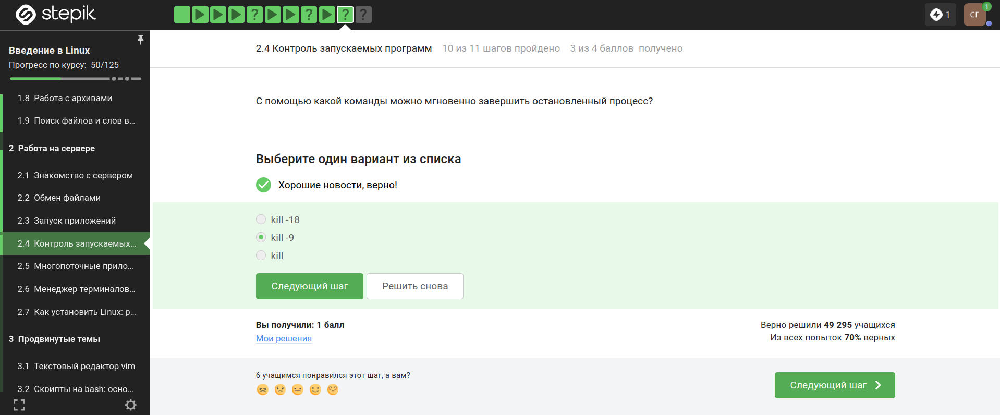 stepik
?
?
?
?
1
СГ
1
Введение в Linux
Прогресс по курсу: 50/125
1.8 Работа с архивами
1.9 Поиск файлов и слов в...
2 Работа на сервере
2.1 Знакомство с сервером
2.2 Обмен файлами
2.3 Запуск приложений
2.4 Контроль запускаемых...
2.5 Многопоточные прило...
2.6 Менеджер терминалов...
2.7 Как установить Linux: р...
3 Продвинутые темы
3.1 Текстовый редактор vim
3.2 Скрипты на bash: осно...
2.4 Контроль запускаемых программ 10 из 11 шагов пройдено 3 из 4 баллов получено
С помощью какой команды можно мгновенно завершить остановленный процесс?
Выберите один вариант из списка
Хорошие новости, верно!
kill -18
kill -9
kill
Следующий шаг
Решить снова
Вы получили: 1 балл
Мои решения
Верно решили 49 295 учащихся
Из всех попыток 70% верных
6 учащимся понравился этот шаг, а вам?
Следующий шаг